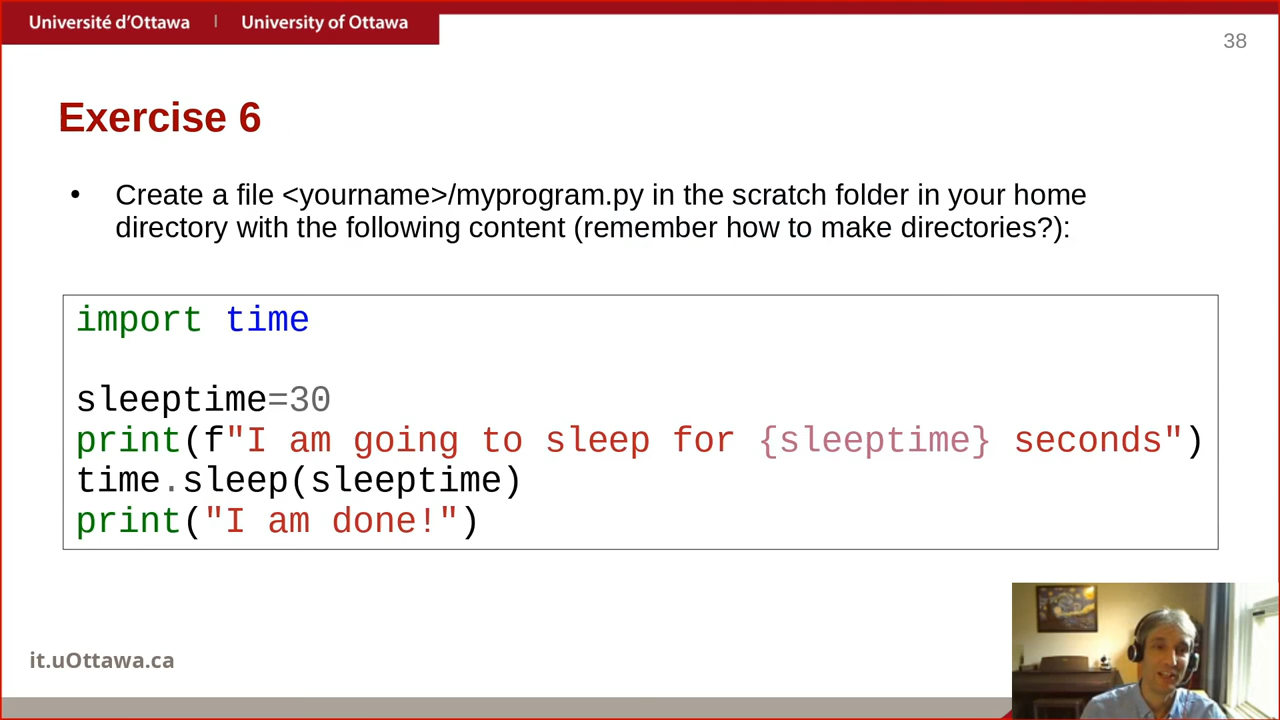 Université d'Ottawa | University of Ottawa
38
Exercise 6
• Create a file <yourname>/myprogram.py in the scratch folder in your home
directory with the following content (remember how to make directories?):
import time
sleeptime=30
print(f"I am going to sleep for {sleeptime} seconds")
time.sleep(sleeptime)
print("I am done!")
it.uOttawa.ca